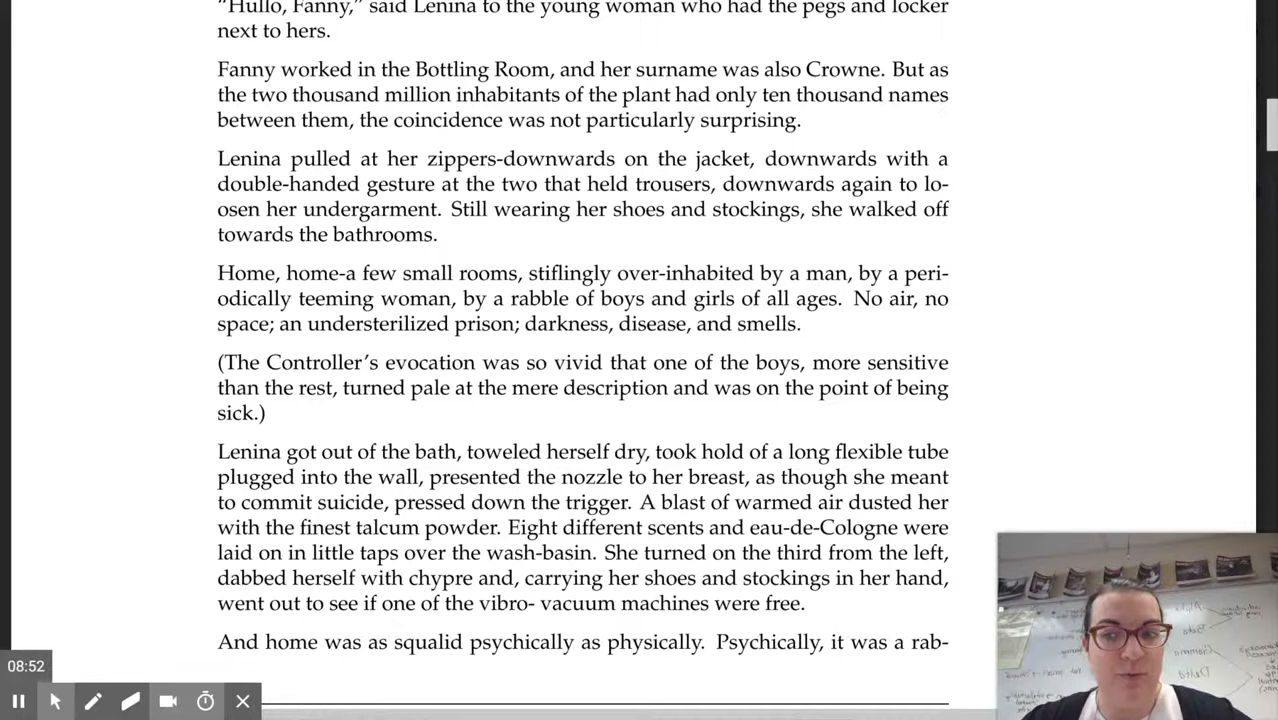 “Hullo, Fanny,” said Lenina to the young woman who had the pegs and locker
next to hers.
Fanny worked in the Bottling Room, and her surname was also Crowne. But as
the two thousand million inhabitants of the plant had only ten thousand names
between them, the coincidence was not particularly surprising.
Lenina pulled at her zippers-downwards on the jacket, downwards with a
double-handed gesture at the two that held trousers, downwards again to lo-
osen her undergarment. Still wearing her shoes and stockings, she walked off
towards the bathrooms.
Home, home-a few small rooms, stiflingly over-inhabited by a man, by a peri-
odically teeming woman, by a rabble of boys and girls of all ages. No air, no
space; an understerilized prison; darkness, disease, and smells.
(The Controller’s evocation was so vivid that one of the boys, more sensitive
than the rest, turned pale at the mere description and was on the point of being
sick.)
Lenina got out of the bath, toweled herself dry, took hold of a long flexible tube
plugged into the wall, presented the nozzle to her breast, as though she meant
to commit suicide, pressed down the trigger. A blast of warmed air dusted her
with the finest talcum powder. Eight different scents and eau-de-Cologne were
laid on in little taps over the wash-basin. She turned on the third from the left,
dabbed herself with chypre and, carrying her shoes and stockings in her hand,
went out to see if one of the vibro- vacuum machines were free.
And home was as squalid psychically as physically. Psychically, it was a rab-
08:52
Alpha
Beta
Gamma
Delta